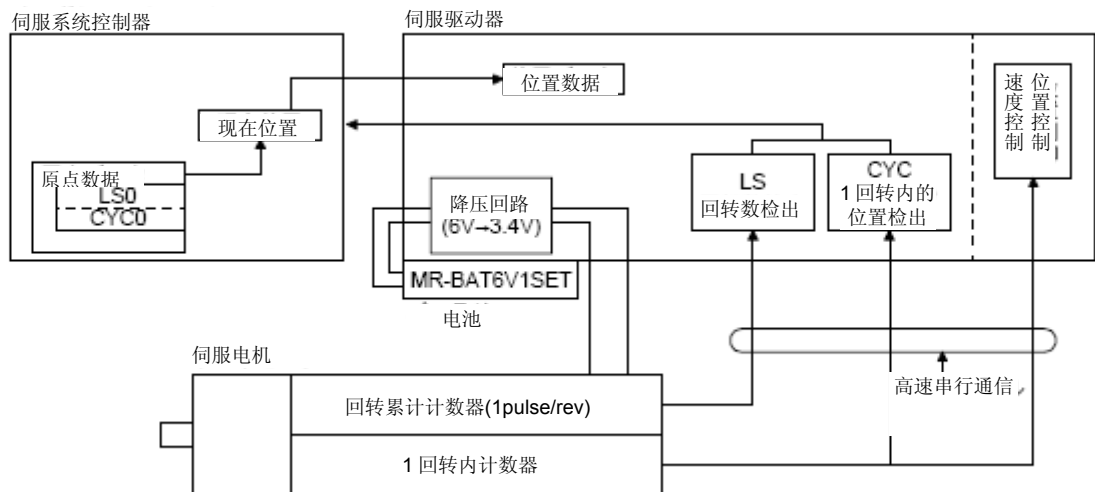 伺服系统控制器
伺服驱动器
位置数据
现在位置
原点数据
LS0
CYC0
降压回路
(6V→3.4V)
MR-BAT6V1SET
电池
LS
回转数检出
CYC
1 回转内的
位置检出
位置控制
速度控制
伺服电机
高速串行通信
回转累计计数器(1pulse/rev)
1 回转内计数器